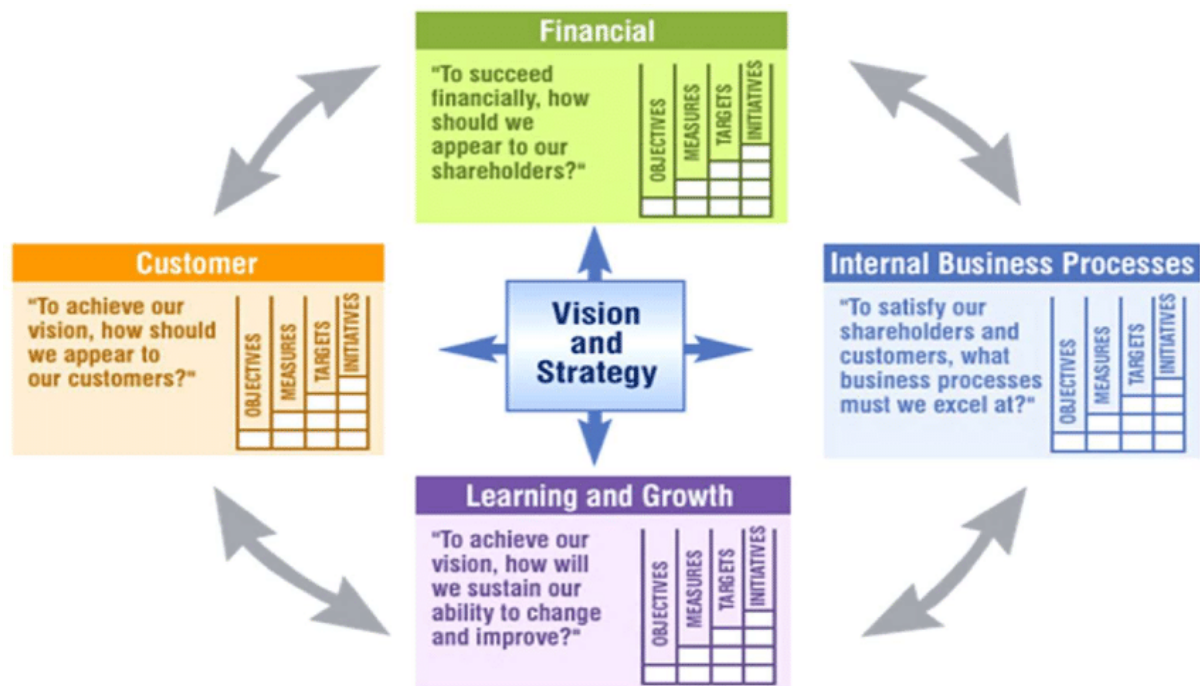 Financial
"To succeed
financially, how
should we
appear to our
shareholders?"
OBJECTIVES
MEASURES
TARGETS
INITIATIVES
Customer
"To achieve our
vision, how should
we appear to
our customers?"
OBJECTIVES
MEASURES
TARGETS
INITIATIVES
Vision
and
Strategy
Internal Business Processes
"To satisfy our
shareholders and
customers, what
business processes
must we excel at?"
OBJECTIVES
MEASURES
TARGETS
INITIATIVES
Learning and Growth
"To achieve our
vision, how will
we sustain our
ability to change
and improve?"
OBJECTIVES
MEASURES
TARGETS
INITIATIVES